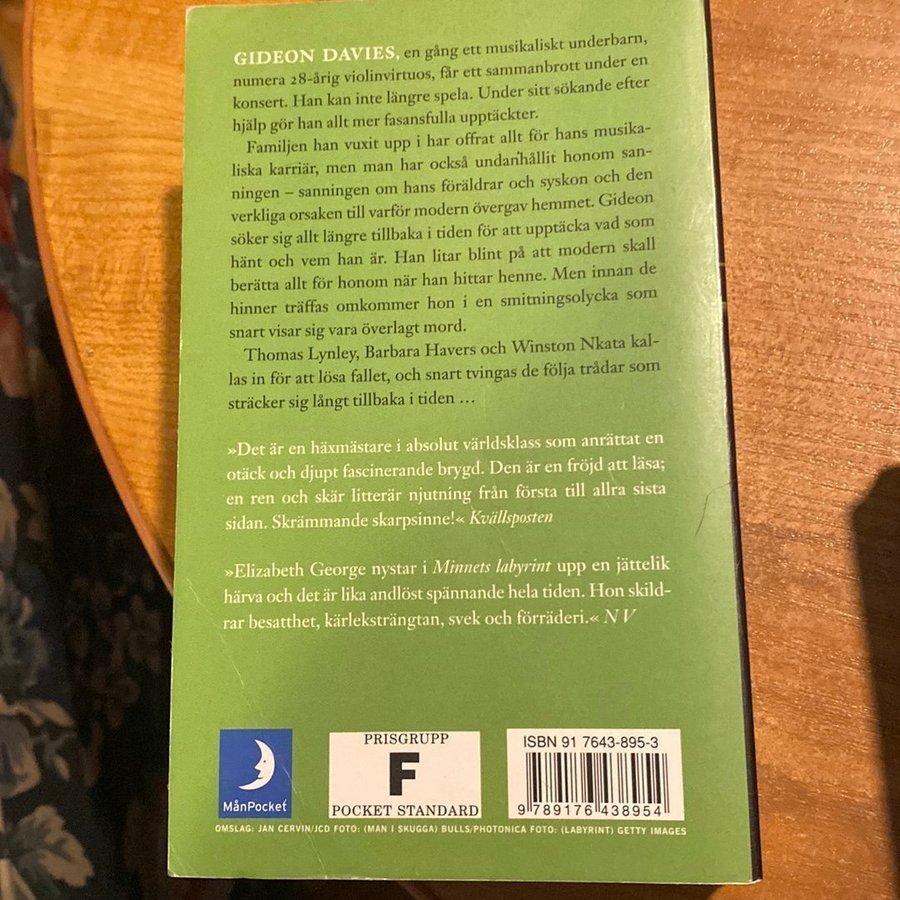 GIDEON DAVIES, en gång ett musikaliskt underbarn,
numera 28-årig violinvirtuos, får ett sammanbrott under en
konsert. Han kan inte längre spela. Under sitt sökande efter
hjälp gör han allt mer fasansfulla upptäckter.
Familjen han vuxit upp i har offrat allt för hans musika-
liska karriär, men man har också undanhållit honom san-
ningen – sanningen om hans föräldrar och syskon och den
verkliga orsaken till varför modern övergav hemmet. Gideon
söker sig allt längre tillbaka i tiden för att upptäcka vad som
hänt och vem han är. Han litar blint på att modern skall
berätta allt för honom när han hittar henne. Men innan de
hinner träffas omkommer hon i en smitningsolycka som
snart visar sig vara överlagt mord.
Thomas Lynley, Barbara Havers och Winston Nkata kal-
las in för att lösa fallet, och snart tvingas de följa trådar som
sträcker sig långt tillbaka i tiden ...
»Det är en häxmästare i absolut världsklass som anrättat en
otäck och djupt fascinerande brygd. Den är en fröjd att läsa;
en ren och skär litterär njutning från första till allra sista
sidan. Skrämmande skarpsinne!« Kvällsposten
»Elizabeth George nystar i Minnets labyrint upp en jättelik
härva och det är lika andlöst spännande hela tiden. Hon skild-
rar besatthet, kärleksträngtan, svek och förräderi.« NV
MånPocket
PRISGRUPP
F
POCKET STANDARD
ISBN 91 7643-895-3
9 789176 438954
OMSLAG: JAN CERVIN/JCD FOTO: (MAN I SKUGGA) BULLS/PHOTONICA FOTO: (LABYRINT) GETTY IMAGES